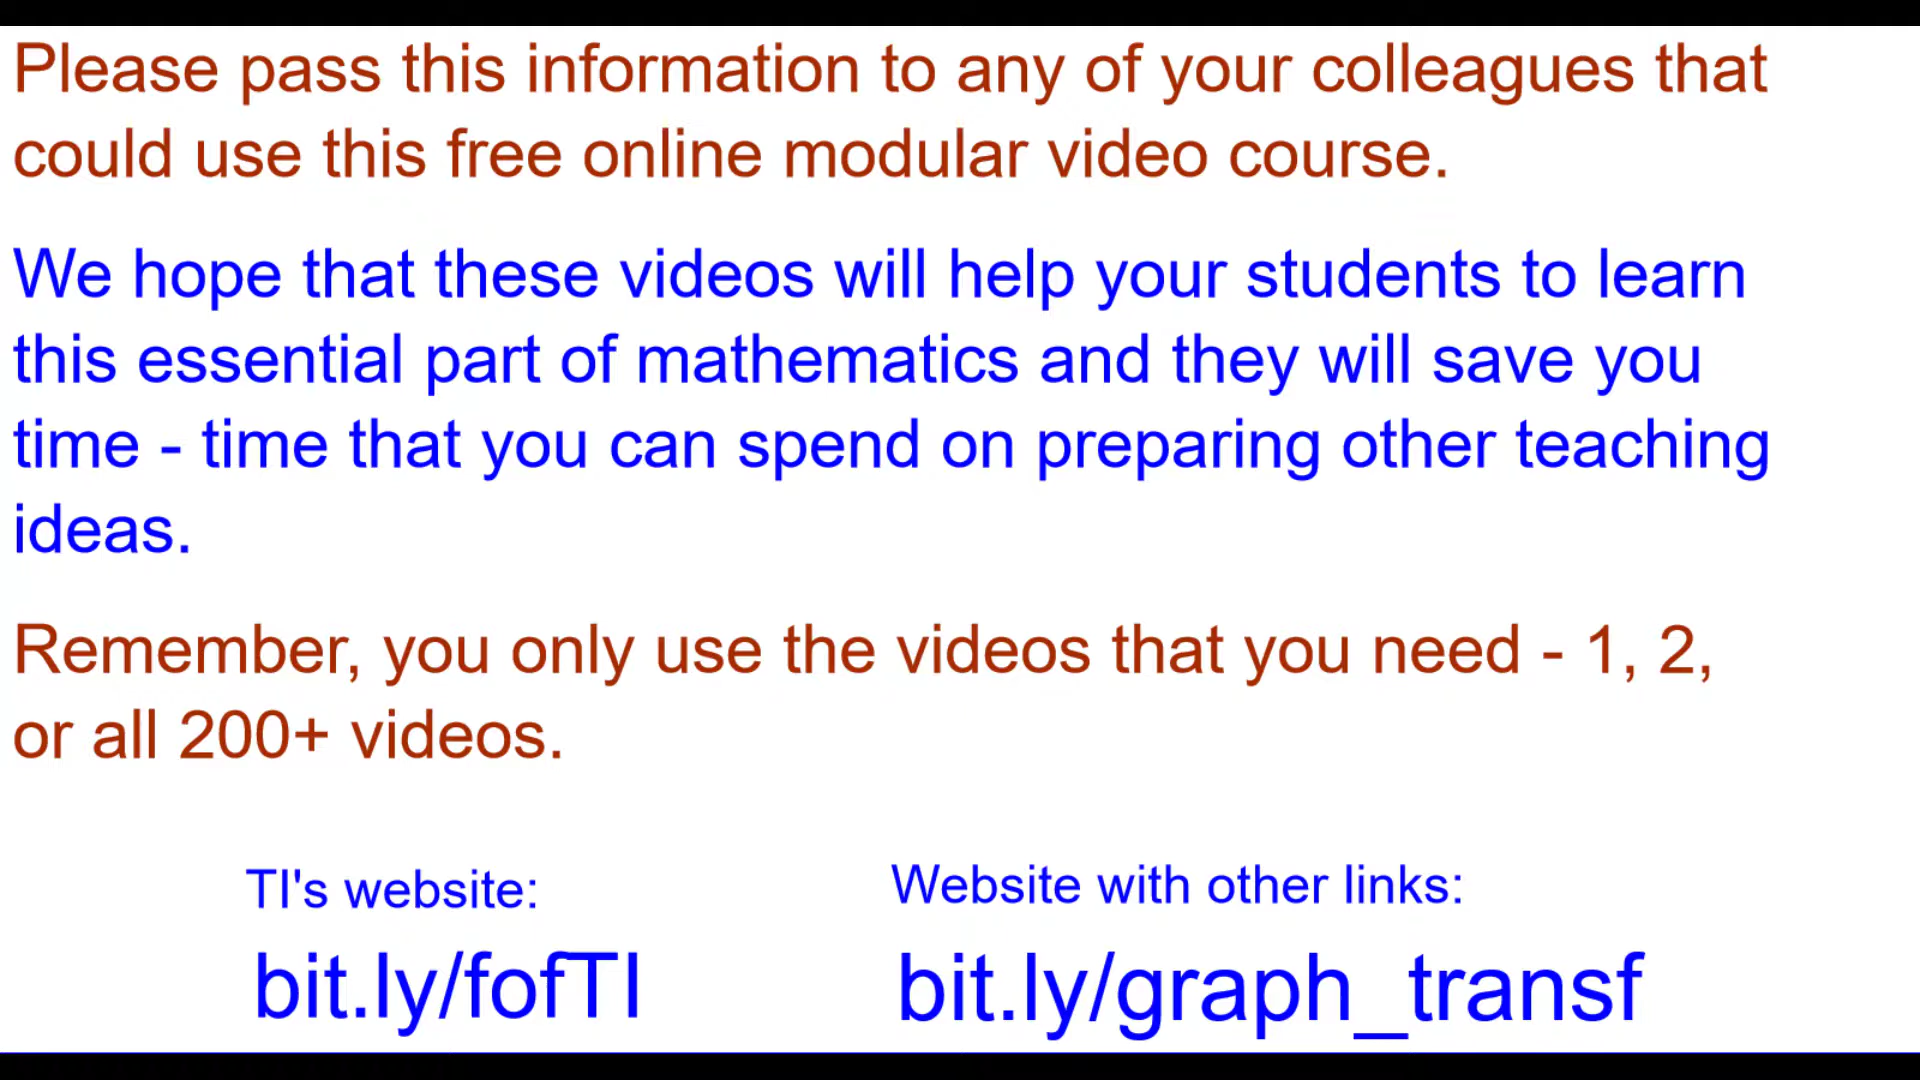 Please pass this information to any of your colleagues that
could use this free online modular video course.
We hope that these videos will help your students to learn
this essential part of mathematics and they will save you
time - time that you can spend on preparing other teaching
ideas.
Remember, you only use the videos that you need - 1, 2,
or all 200+ videos.
TI's website:
bit.ly/fofTI
Website with other links:
bit.ly/graph_transf